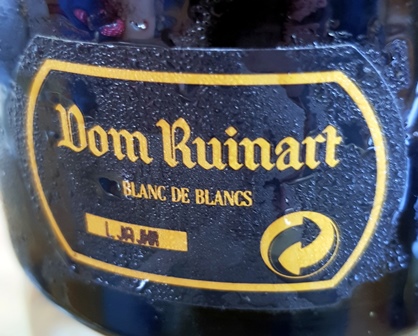 Dom Ruinart
BLANC DE BLANCS